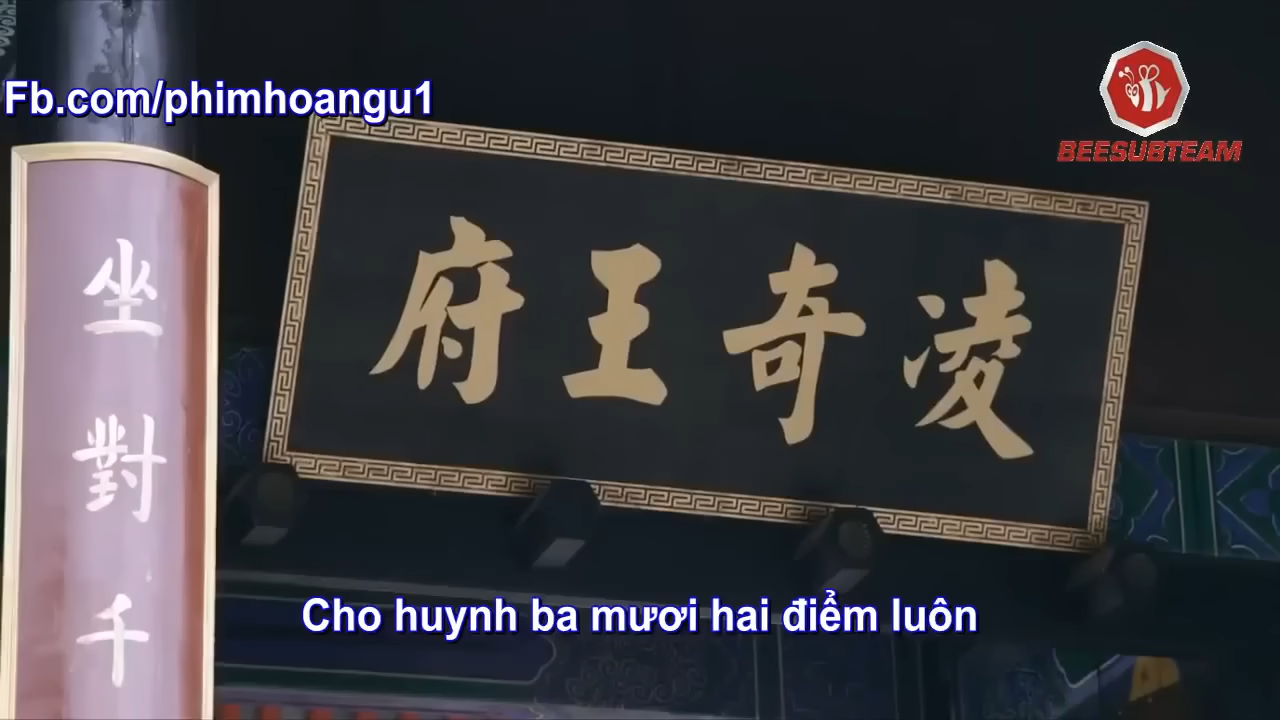 Fb.com/phimhoangu1
BEESUBTEAM
府王奇凌
坐對千
Cho huynh ba mươi hai điểm luôn